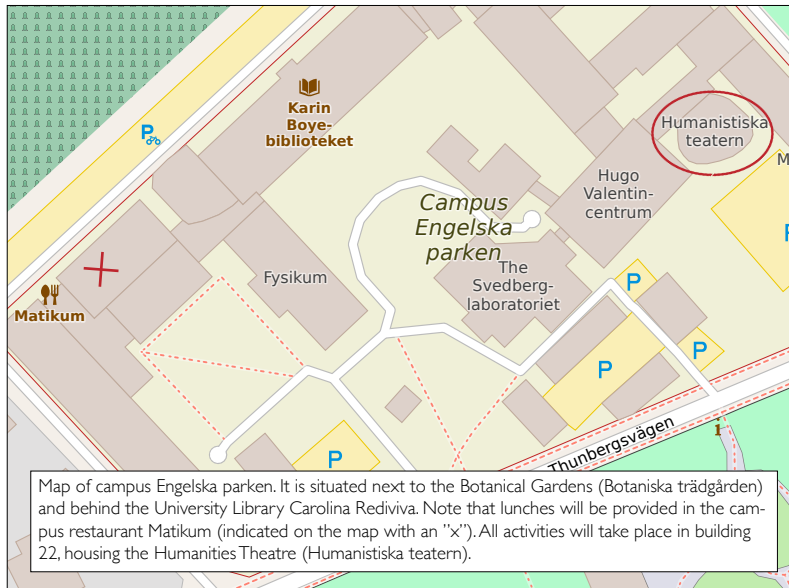 Karin
Boye-
biblioteket
P
Humanistiska
teatern
M
Hugo
Valentin-
centrum
Campus
Engelska
parken
P
The
Svedberg-
laboratoriet
Fysikum
P
Matikum
P
P
P
i
Thunbergsvägen
Map of campus Engelska parken. It is situated next to the Botanical Gardens (Botaniska trädgården)
and behind the University Library Carolina Rediviva. Note that lunches will be provided in the cam-
pus restaurant Matikum (indicated on the map with an ”x”). All activities will take place in building
22, housing the Humanities Theatre (Humanistiska teatern).